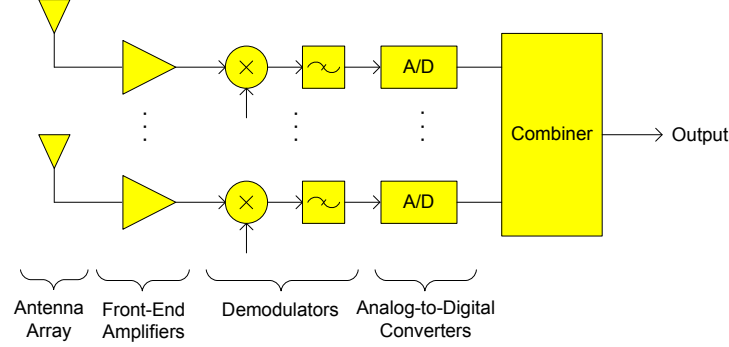 A/D
Combiner
Output
A/D
Antenna
Array
Front-End
Amplifiers
Demodulators
Analog-to-Digital
Converters